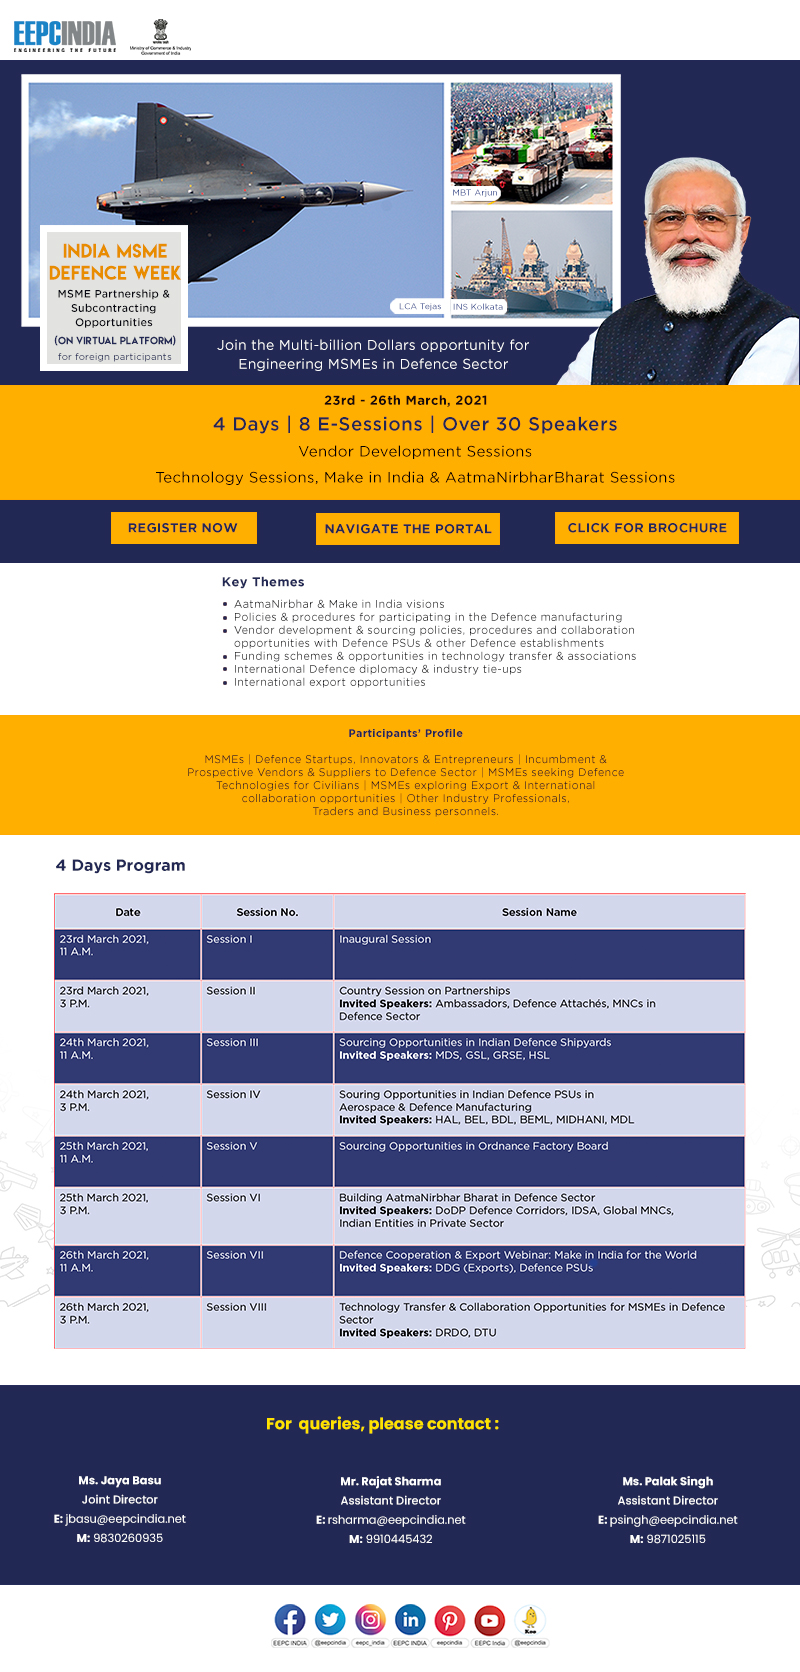 EEPCINDIA
ENGINEERING THE FUTURE
Ministry of Commerce & Industry
Government of India
MBT Arjun
LCA Tejas
INS Kolkata
INDIA MSME
DEFENCE WEEK
MSME Partnership &
Subcontracting
Opportunities
(ON VIRTUAL PLATFORM)
for foreign participants
Join the Multi-billion Dollars opportunity for
Engineering MSMEs in Defence Sector
23rd - 26th March, 2021
4 Days | 8 E-Sessions | Over 30 Speakers
Vendor Development Sessions
Technology Sessions, Make in India & AatmaNirbharBharat Sessions
REGISTER NOW
NAVIGATE THE PORTAL
CLICK FOR BROCHURE
Key Themes
• AatmaNirbhar & Make in India visions
• Policies & procedures for participating in the Defence manufacturing
• Vendor development & sourcing policies, procedures and collaboration
opportunities with Defence PSUs & other Defence establishments
• Funding schemes & opportunities in technology transfer & associations
• International Defence diplomacy & industry tie-ups
• International export opportunities
Participants' Profile
MSMEs | Defence Startups, Innovators & Entrepreneurs | Incumbment &
Prospective Vendors & Suppliers to Defence Sector | MSMEs seeking Defence
Technologies for Civilians | MSMEs exploring Export & International
collaboration opportunities | Other Industry Professionals,
Traders and Business personnels.
4 Days Program
Date Session No. Session Name
23rd March 2021, Session I Inaugural Session
11 A.M.
23rd March 2021, Session II Country Session on Partnerships
3 P.M. Invited Speakers: Ambassadors, Defence Attachés, MNCs in
Defence Sector
24th March 2021, Session III Sourcing Opportunities in Indian Defence Shipyards
11 A.M. Invited Speakers: MDS, GSL, GRSE, HSL
24th March 2021, Session IV Souring Opportunities in Indian Defence PSUs in
3 P.M. Aerospace & Defence Manufacturing
Invited Speakers: HAL, BEL, BDL, BEML, MIDHANI, MDL
25th March 2021, Session V Sourcing Opportunities in Ordnance Factory Board
11 A.M.
25th March 2021, Session VI Building AatmaNirbhar Bharat in Defence Sector
3 P.M. Invited Speakers: DoDP Defence Corridors, IDSA, Global MNCs,
Indian Entities in Private Sector
26th March 2021, Session VII Defence Cooperation & Export Webinar: Make in India for the World
11 A.M. Invited Speakers: DDG (Exports), Defence PSUs
26th March 2021, Session VIII Technology Transfer & Collaboration Opportunities for MSMEs in Defence
3 P.M. Sector
Invited Speakers: DRDO, DTU
For queries, please contact :
Ms. Jaya Basu
Joint Director
E: jbasu@eepcindia.net
M: 9830260935
Mr. Rajat Sharma
Assistant Director
E: rsharma@eepcindia.net
M: 9910445432
Ms. Palak Singh
Assistant Director
E: psingh@eepcindia.net
M: 9871025115
Koo
EEPC INDIA @eepcindia eepc_india EEPC INDIA eepcindia EEPC India @eepcindia